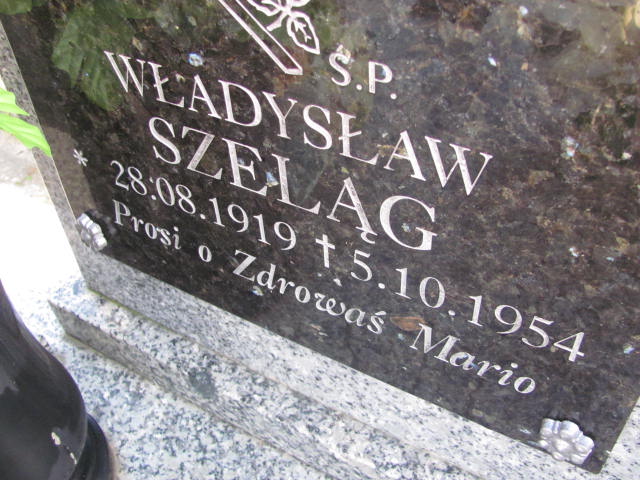 Ś.P.
WŁADYSŁAW
SZELĄG
* 28.08.1919 † 5.10.1954
Prosi o Zdrowaś Mario